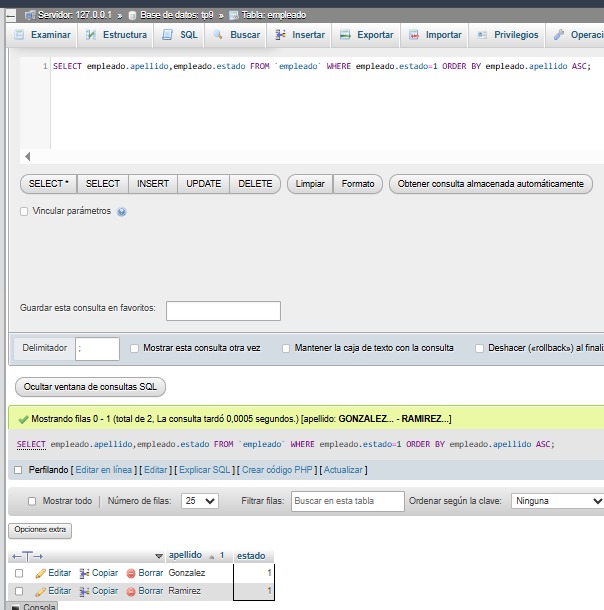 Servidor: 127.0.0.1 » Base de datos: tp9 » Tabla: empleado
Examinar Estructura SQL Buscar Insertar Exportar Importar Privilegios Operaci
1 SELECT empleado.apellido,empleado.estado FROM `empleado` WHERE empleado.estado=1 ORDER BY empleado.apellido ASC;
SELECT * SELECT INSERT UPDATE DELETE Limpiar Formato Obtener consulta almacenada automáticamente
Vincular parámetros
Guardar esta consulta en favoritos:
Delimitador ; Mostrar esta consulta otra vez Mantener la caja de texto con la consulta Deshacer («rollback») al finali
Ocultar ventana de consultas SQL
Mostrando filas 0 - 1 (total de 2, La consulta tardó 0,0005 segundos.) [apellido: GONZALEZ... - RAMIREZ...]
SELECT empleado.apellido,empleado.estado FROM `empleado` WHERE empleado.estado=1 ORDER BY empleado.apellido ASC;
Perfilando [ Editar en línea ] [ Editar ] [ Explicar SQL ] [ Crear código PHP ] [ Actualizar ]
Mostrar todo Número de filas: 25 Filtrar filas: Buscar en esta tabla Ordenar según la clave: Ninguna
Opciones extra
←T→ apellido 1 estado
Editar Copiar Borrar Gonzalez 1
Editar Copiar Borrar Ramirez 1
Consola